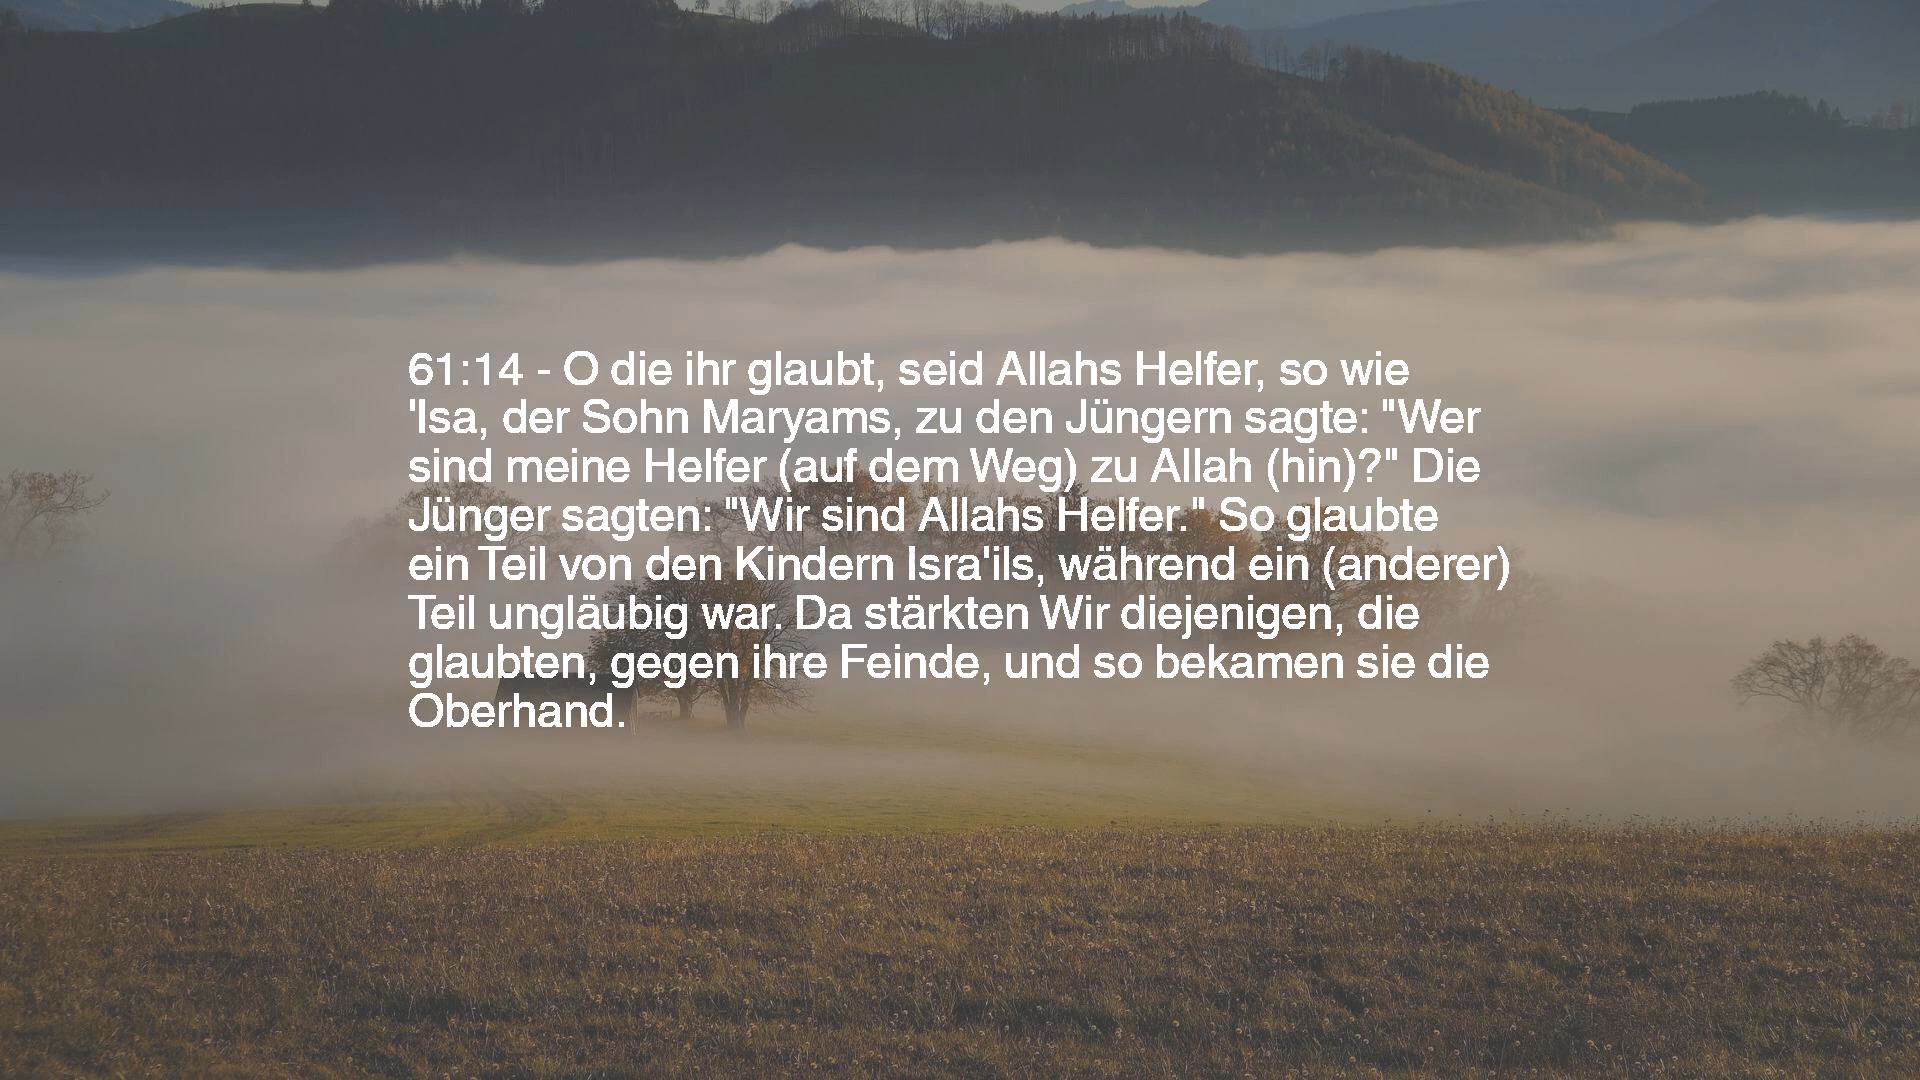 61:14 - O die ihr glaubt, seid Allahs Helfer, so wie
'Isa, der Sohn Maryams, zu den Jüngern sagte: "Wer
sind meine Helfer (auf dem Weg) zu Allah (hin)?" Die
Jünger sagten: "Wir sind Allahs Helfer." So glaubte
ein Teil von den Kindern Isra'ils, während ein (anderer)
Teil ungläubig war. Da stärkten Wir diejenigen, die
glaubten, gegen ihre Feinde, und so bekamen sie die
Oberhand.